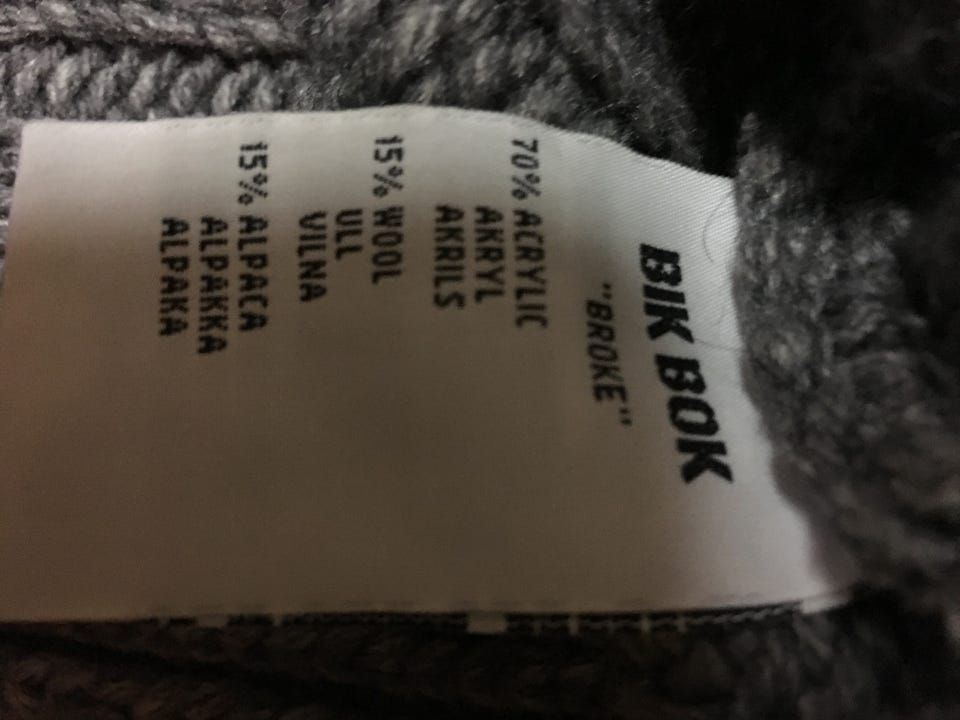 BIK BOK
"BROKE"
70% ACRYLIC
AKRYL
AKRILS
15% WOOL
ULL
VILNA
15% ALPACA
ALPAKKA
ALPAKA